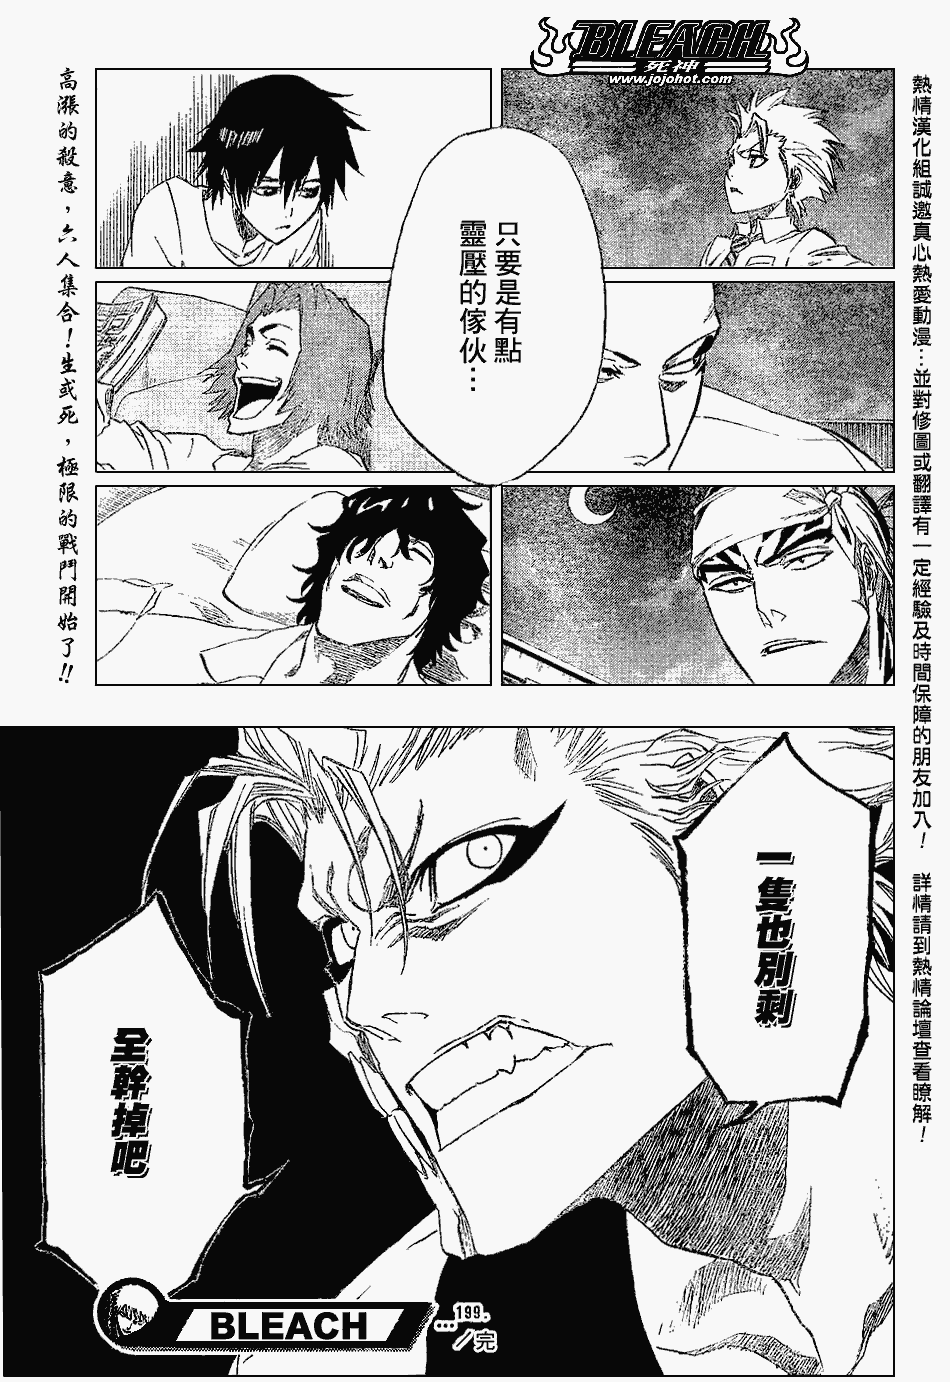 BLEACH
死神
www.jojohot.com
熱情漢化組誠邀真心熱愛動漫…並對修圖或翻譯有一定經驗及時間保障的朋友加入！ 詳情請到熱情論壇查看瞭解！
只要是有點
靈壓的傢伙…
高漲的殺意，六人集合！生或死，極限的戰鬥開始了!!
一隻也別剩
全幹掉吧
BLEACH
…199.
／完